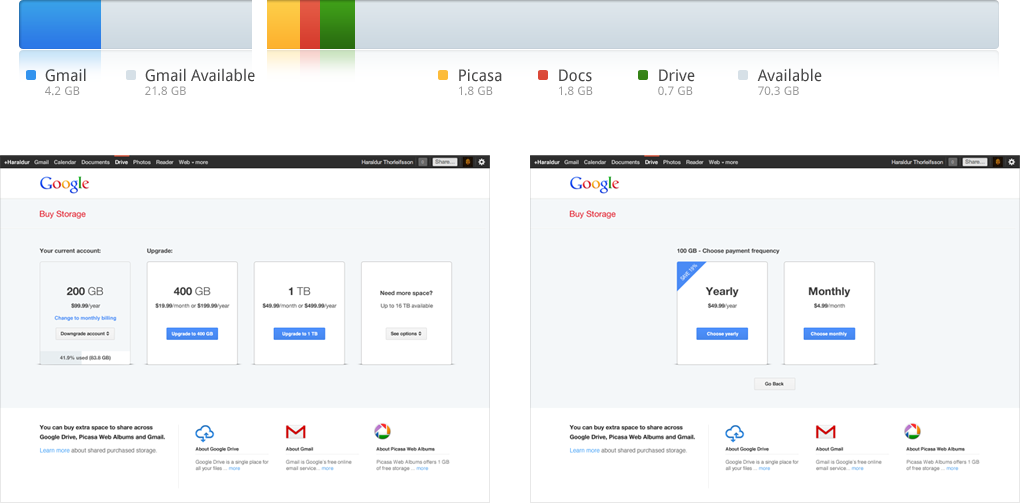 Gmail
4.2 GB
Gmail Available
21.8 GB
Picasa
1.8 GB
Docs
1.8 GB
Drive
0.7 GB
Available
70.3 GB
+Haraldur Gmail Calendar Documents Drive Photos Reader Web more
Haraldur Thorleifsson
Share...
Google
Buy Storage
Your current account:
Upgrade:
200 GB
$99.99/year
Change to monthly billing
Downgrade account
41.9% used (83.8 GB)
400 GB
$19.99/month or $199.99/year
Upgrade to 400 GB
1 TB
$49.99/month or $499.99/year
Upgrade to 1 TB
Need more space?
Up to 16 TB available
See options
You can buy extra space to share across
Google Drive, Picasa Web Albums and Gmail.
Learn more about shared purchased storage.
About Google Drive
Google Drive is a single place for
all your files ... more
About Gmail
Gmail is Google's free online
email service... more
About Picasa Web Albums
Picasa Web Albums offers 1 GB
of free storage ... more
+Haraldur Gmail Calendar Documents Drive Photos Reader Web more
Haraldur Thorleifsson
Share...
Google
Buy Storage
100 GB - Choose payment frequency
Yearly
$49.99/year
Choose yearly
Monthly
$4.99/month
Choose monthly
Go Back
You can buy extra space to share across
Google Drive, Picasa Web Albums and Gmail.
Learn more about shared purchased storage.
About Google Drive
Google Drive is a single place for
all your files ... more
About Gmail
Gmail is Google's free online
email service... more
About Picasa Web Albums
Picasa Web Albums offers 1 GB
of free storage ... more